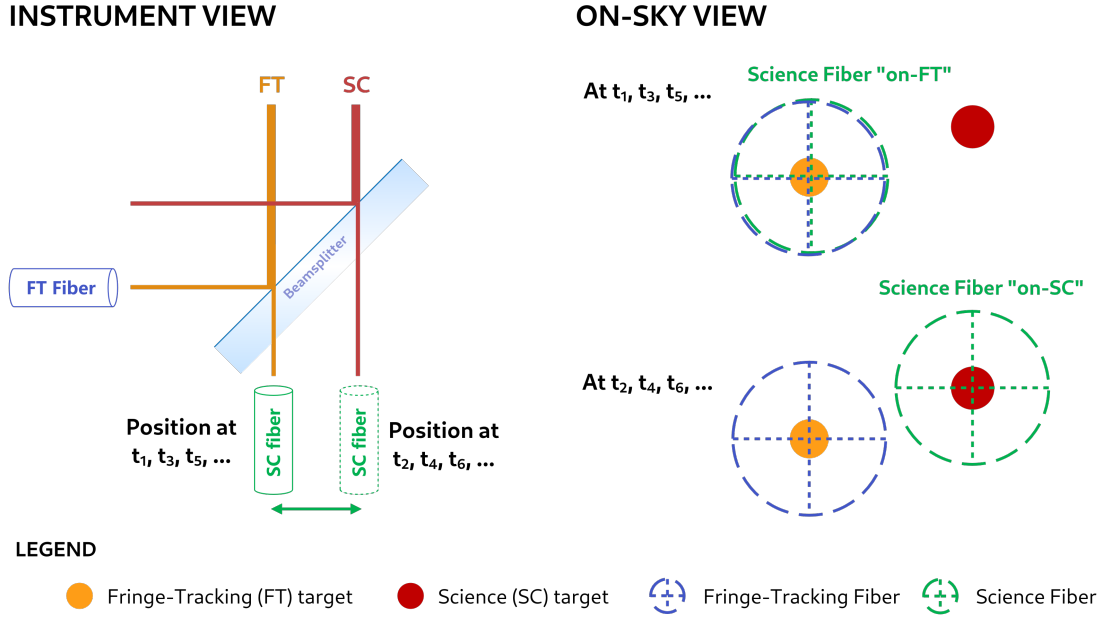 INSTRUMENT VIEW
ON-SKY VIEW
FT
SC
Beamsplitter
FT Fiber
SC fiber
SC fiber
Position at
t₁, t₃, t₅, ...
Position at
t₂, t₄, t₆, ...
Science Fiber "on-FT"
At t₁, t₃, t₅, ...
Science Fiber "on-SC"
At t₂, t₄, t₆, ...
LEGEND
Fringe-Tracking (FT) target
Science (SC) target
Fringe-Tracking Fiber
Science Fiber